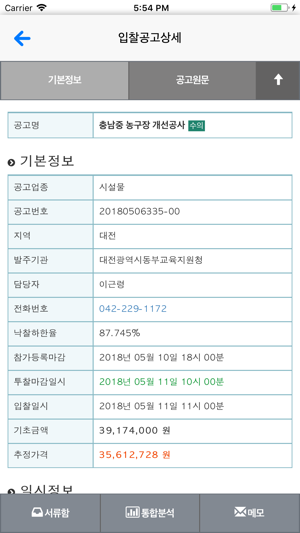 Carrier 5:54 PM
입찰공고상세
기본정보 공고원문
공고명 충남중 농구장 개선공사 수의
기본정보
공고업종 시설물
공고번호 20180506335-00
지역 대전
발주기관 대전광역시동부교육지원청
담당자 이근령
전화번호 042-229-1172
낙찰하한율 87.745%
참가등록마감 2018년 05월 10일 18시 00분
투찰마감일시 2018년 05월 11일 10시 00분
입찰일시 2018년 05월 11일 11시 00분
기초금액 39,174,000 원
추정가격 35,612,728 원
일시정보
서류함 통합분석 메모